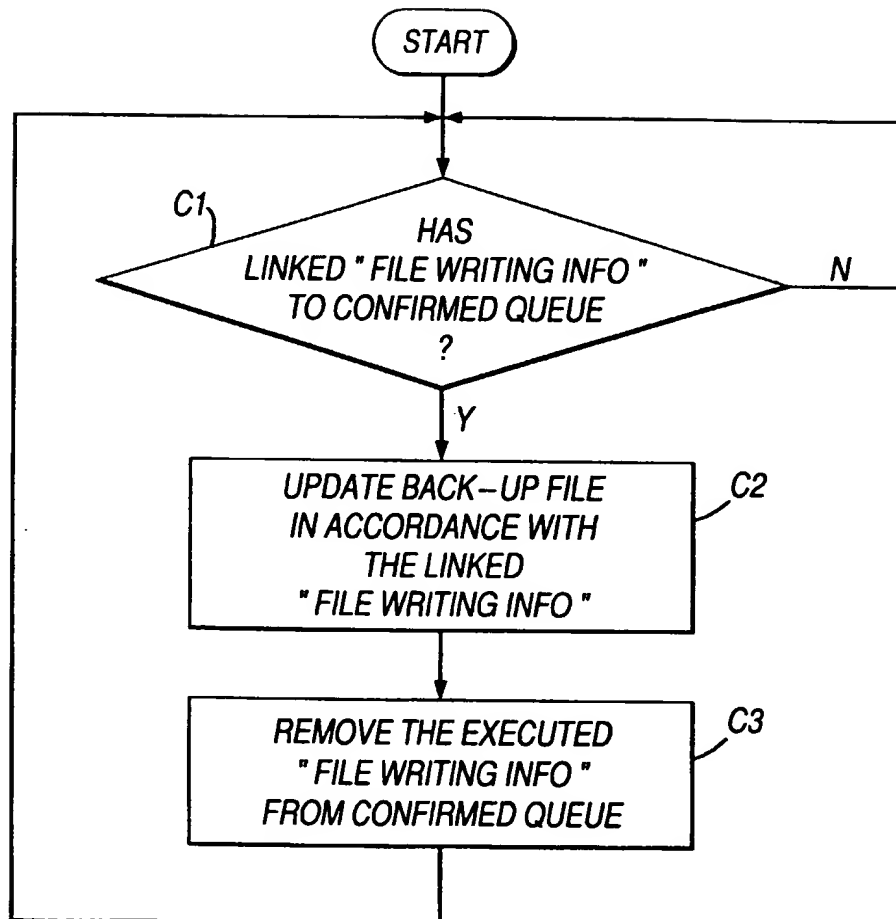 START
C1
HAS
LINKED " FILE WRITING INFO "
TO CONFIRMED QUEUE
?
N
Y
UPDATE BACK-UP FILE
IN ACCORDANCE WITH
THE LINKED
" FILE WRITING INFO "
C2
REMOVE THE EXECUTED
" FILE WRITING INFO "
FROM CONFIRMED QUEUE
C3